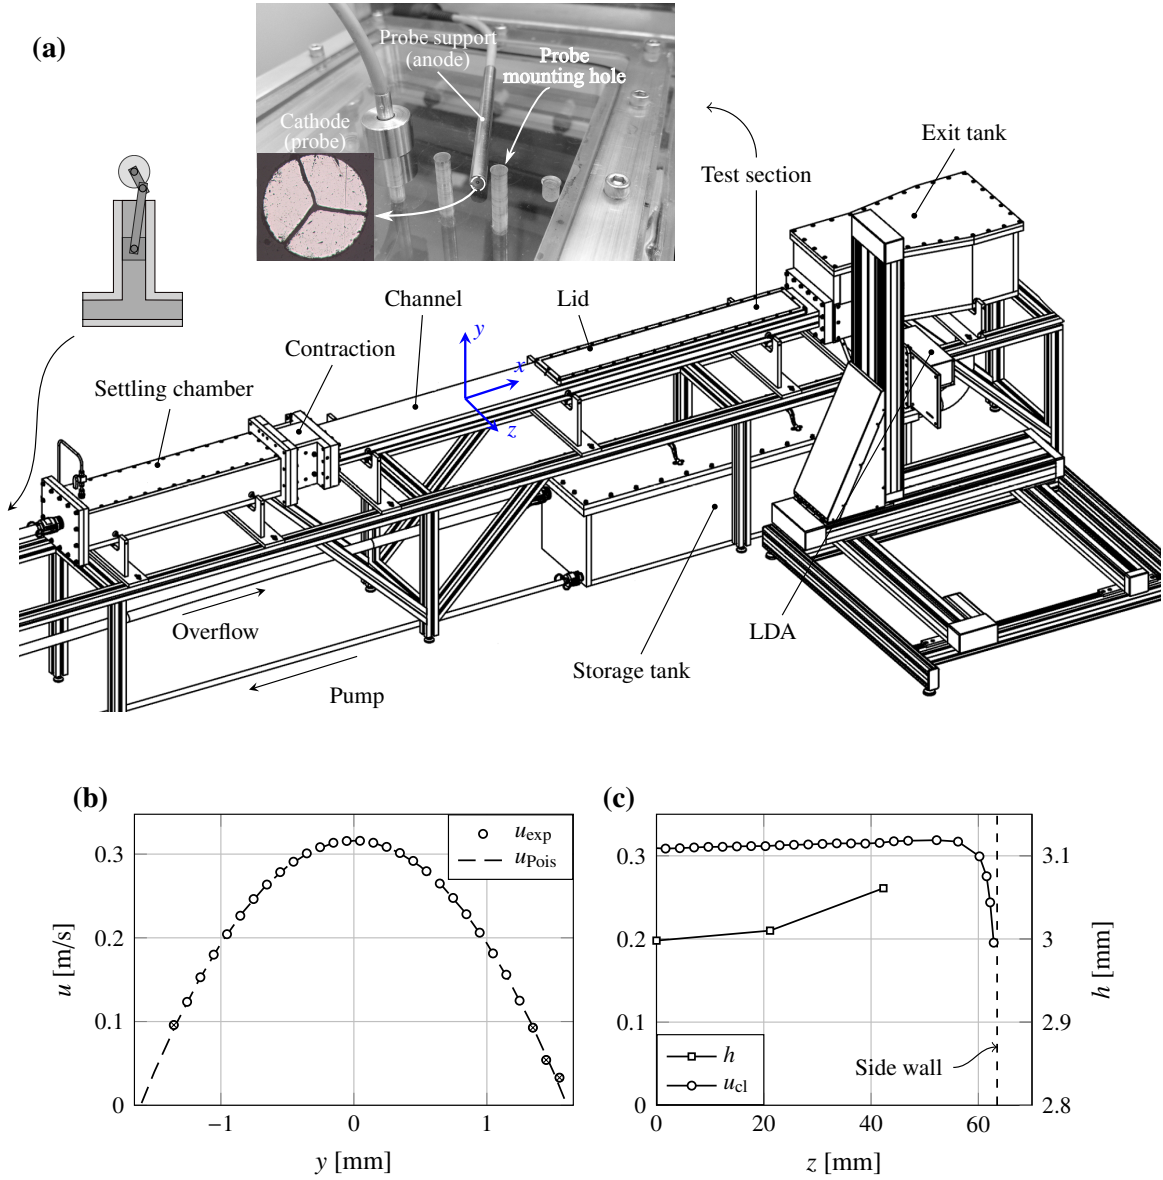 (a)
Probe support
(anode)
Probe
mounting hole
Cathode
(probe)
Exit tank
Test section
Channel
Lid
Contraction
Settling chamber
y
x
z
Overflow
Pump
Storage tank
LDA
(b)
u [m/s]
0.3
0.2
0.1
0
−1
0
1
y [mm]
u_exp
u_Pois
(c)
0.3
0.2
0.1
0
0
20
40
60
z [mm]
3.1
3
2.9
2.8
h [mm]
h
u_cl
Side wall